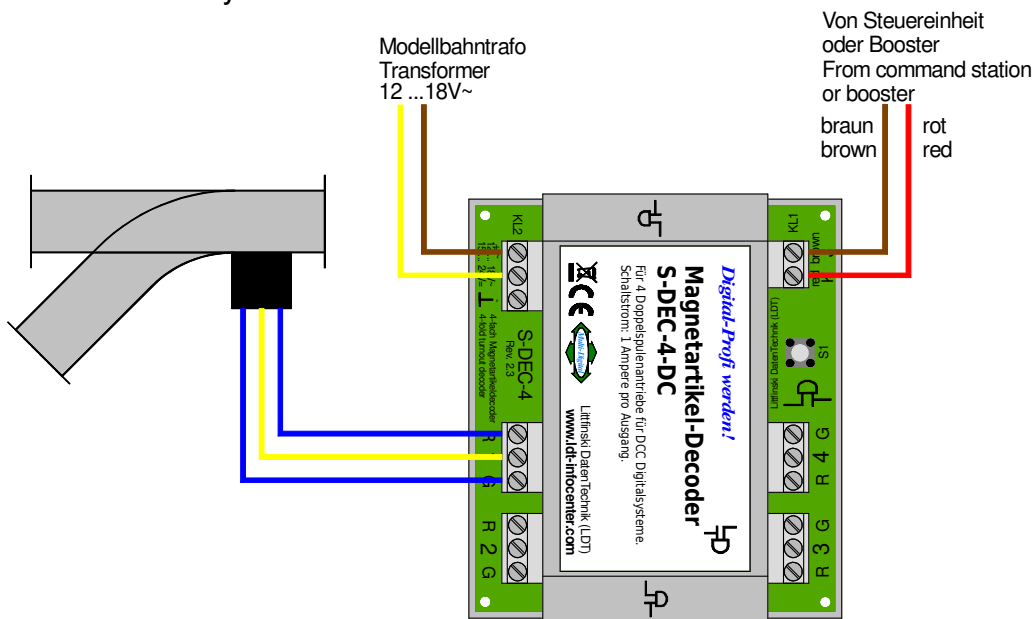 Modellbahntrafo
Transformer
12 ...18V~
Von Steuereinheit
oder Booster
From command station
or booster
braun rot
brown red
KL2
4-fach Magnetartikeldecoder
4-fold turnout decoder
S-DEC-4
Rev. 2.3
R
G
R 2 G
Digital-Profi werden!
Magnetartikel-Decoder
S-DEC-4-DC
Für 4 Doppelspulenantriebe für DCC Digitalsysteme.
Schaltstrom: 1 Ampere pro Ausgang.
CE
Multi-Digital
Littfinski DatenTechnik (LDT)
www.ldt-infocenter.com
KL1
S1
Littfinski DatenTechnik (LDT)
R 4 G
R 3 G